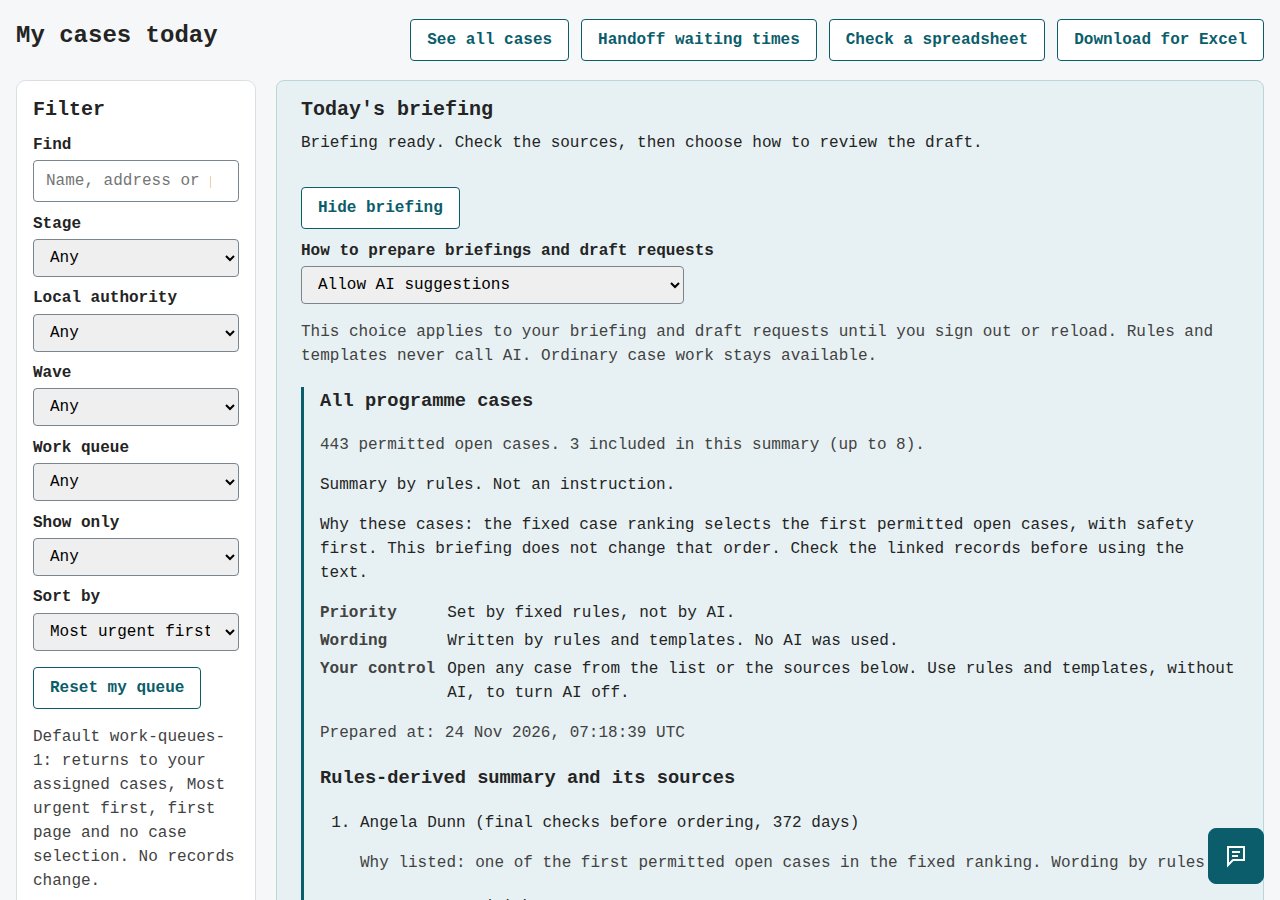 My cases today
See all cases
Handoff waiting times
Check a spreadsheet
Download for Excel
Filter
Find
Name, address or
Stage
Any
Local authority
Any
Wave
Any
Work queue
Any
Show only
Any
Sort by
Most urgent first
Reset my queue
Default work-queues-
1: returns to your
assigned cases, Most
urgent first, first
page and no case
selection. No records
change.
Today's briefing
Briefing ready. Check the sources, then choose how to review the draft.
Hide briefing
How to prepare briefings and draft requests
Allow AI suggestions
This choice applies to your briefing and draft requests until you sign out or reload. Rules and
templates never call AI. Ordinary case work stays available.
All programme cases
443 permitted open cases. 3 included in this summary (up to 8).
Summary by rules. Not an instruction.
Why these cases: the fixed case ranking selects the first permitted open cases, with safety
first. This briefing does not change that order. Check the linked records before using the
text.
Priority Set by fixed rules, not by AI.
Wording Written by rules and templates. No AI was used.
Your control Open any case from the list or the sources below. Use rules and templates, without
AI, to turn AI off.
Prepared at: 24 Nov 2026, 07:18:39 UTC
Rules-derived summary and its sources
1. Angela Dunn (final checks before ordering, 372 days)
Why listed: one of the first permitted open cases in the fixed ranking. Wording by rules